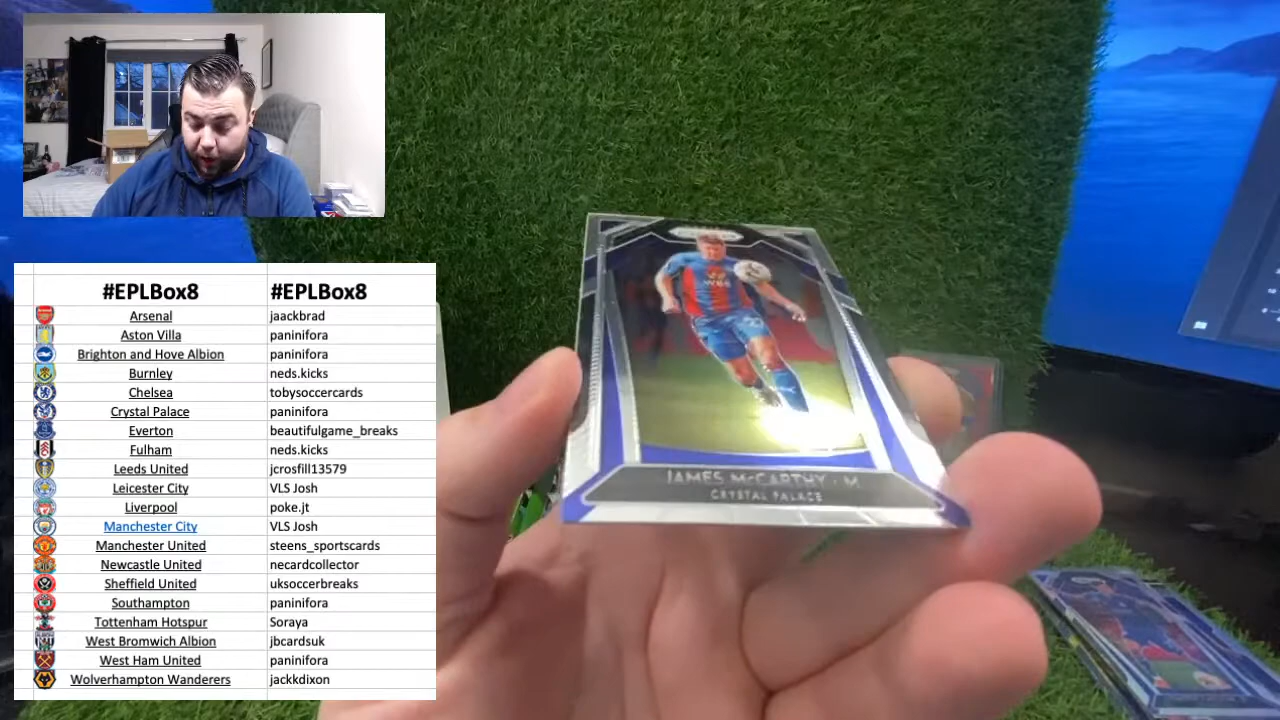 #EPLBox8 #EPLBox8
Arsenal jaackbrad
Aston Villa paninifora
Brighton and Hove Albion paninifora
Burnley neds.kicks
Chelsea tobysoccercards
Crystal Palace paninifora
Everton beautifulgame_breaks
Fulham neds.kicks
Leeds United jcrosfill13579
Leicester City VLS Josh
Liverpool poke.jt
Manchester City VLS Josh
Manchester United steens_sportscards
Newcastle United necardcollector
Sheffield United uksoccerbreaks
Southampton paninifora
Tottenham Hotspur Soraya
West Bromwich Albion jbcardsuk
West Ham United paninifora
Wolverhampton Wanderers jackkdixon
JAMES McCARTHY · M
CRYSTAL PALACE